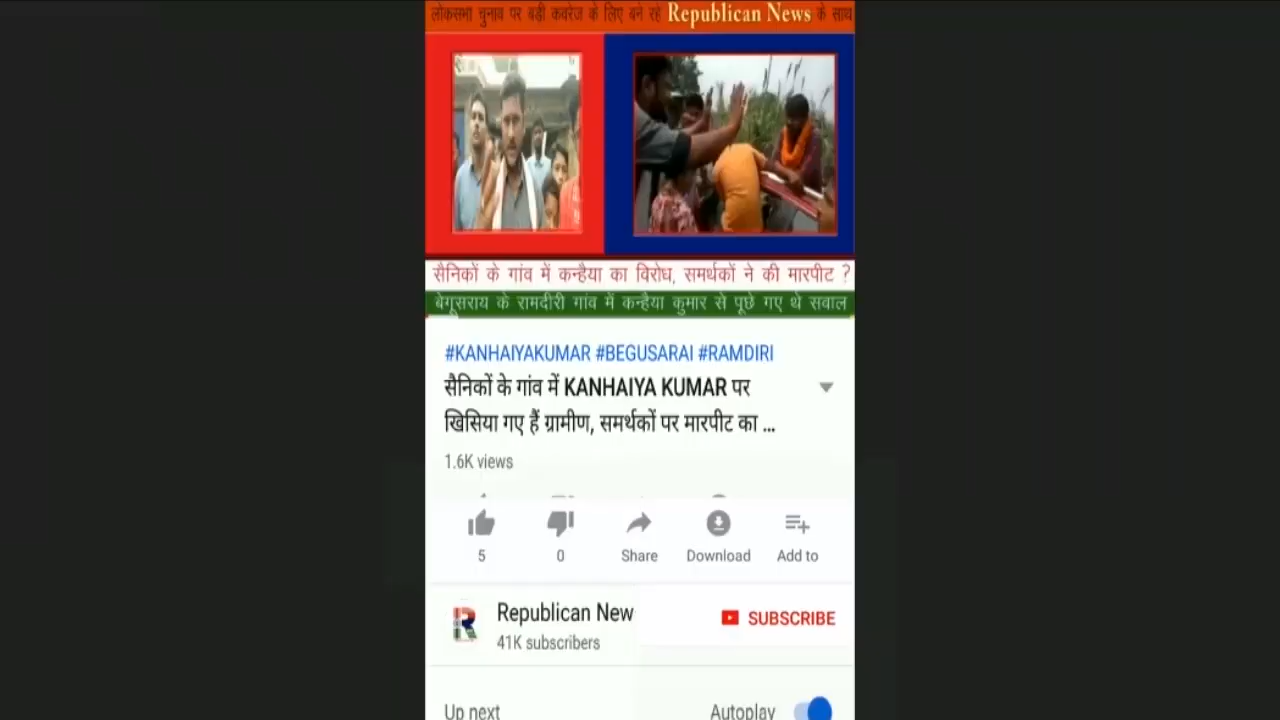 लोकसभा चुनाव पर बड़ी कवरेज के लिए बने रहे Republican News के साथ
सैनिकों के गांव में कन्हैया का विरोध, समर्थकों ने की मारपीट ?
बेगूसराय के रामदीरी गांव में कन्हैया कुमार से पूछे गए थे सवाल
#KANHAIYAKUMAR #BEGUSARAI #RAMDIRI
सैनिकों के गांव में KANHAIYA KUMAR पर
खिसिया गए हैं ग्रामीण, समर्थकों पर मारपीट का ...
1.6K views
5 0 Share Download Add to
Republican New
SUBSCRIBE
41K subscribers
Up next Autoplay